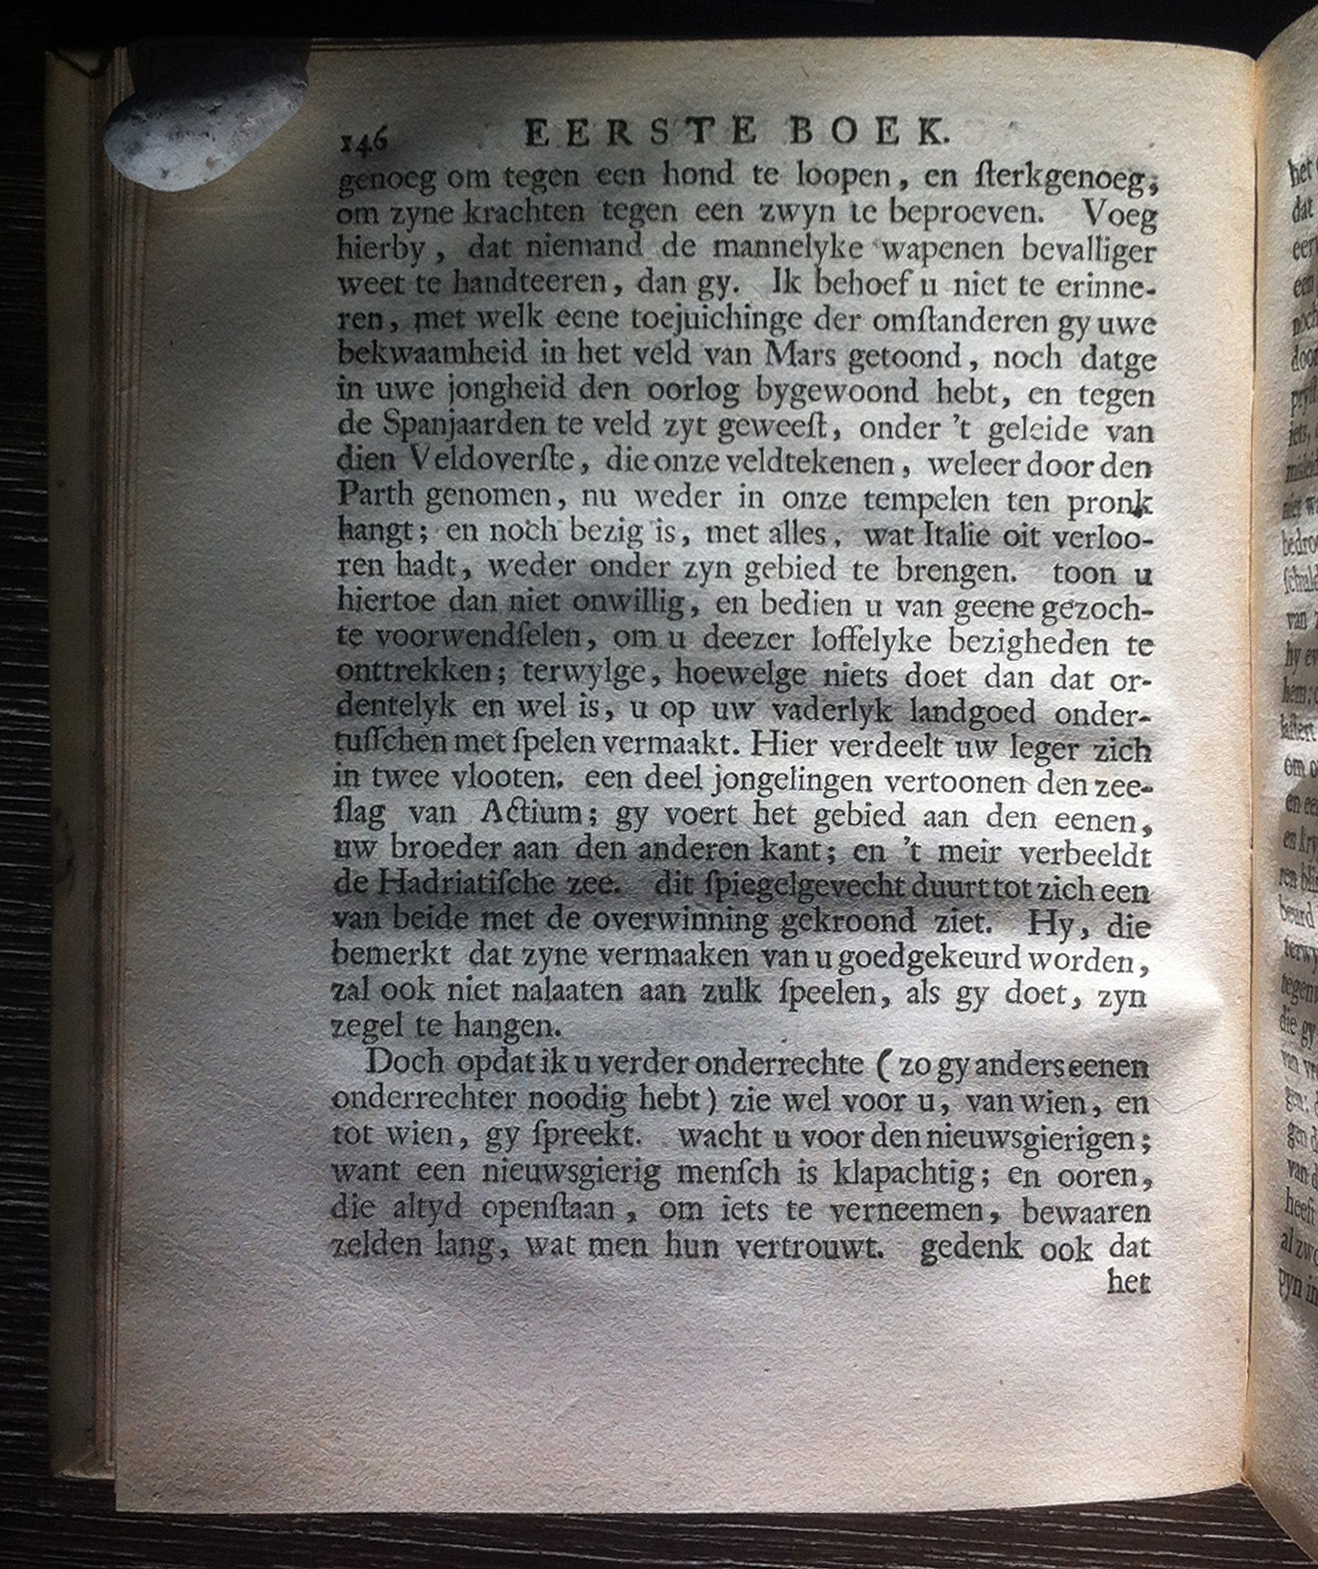 146 EERSTE BOEK.
genoeg om tegen een hond te loopen, en ſterkgenoeg,
om zyne krachten tegen een zwyn te beproeven. Voeg
hierby, dat niemand de mannelyke wapenen bevalliger
weet te handteeren, dan gy. Ik behoef u niet te erinne-
ren, met welk eene toejuichinge der omſtanderen gy uwe
bekwaamheid in het veld van Mars getoond, noch datge
in uwe jongheid den oorlog bygewoond hebt, en tegen
de Spanjaarden te veld zyt geweeſt, onder 't geleide van
dien Veldoverſte, die onze veldtekenen, weleer door den
Parth genomen, nu weder in onze tempelen ten pronk
hangt; en noch bezig is, met alles, wat Italie oit verloo-
ren hadt, weder onder zyn gebied te brengen. toon u
hiertoe dan niet onwillig, en bedien u van geene gezoch-
te voorwendſelen, om u deezer loffelyke bezigheden te
onttrekken; terwylge, hoewelge niets doet dan dat or-
dentelyk en wel is, u op uw vaderlyk landgoed onder-
tuſſchen met ſpelen vermaakt. Hier verdeelt uw leger zich
in twee vlooten. een deel jongelingen vertoonen den zee-
ſlag van Actium; gy voert het gebied aan den eenen,
uw broeder aan den anderen kant; en 't meir verbeeldt
de Hadriatiſche zee. dit ſpiegelgevecht duurt tot zich een
van beide met de overwinning gekroond ziet. Hy, die
bemerkt dat zyne vermaaken van u goedgekeurd worden,
zal ook niet nalaaten aan zulk ſpeelen, als gy doet, zyn
zegel te hangen.
Doch opdat ik u verder onderrechte (zo gy anders eenen
onderrechter noodig hebt) zie wel voor u, van wien, en
tot wien, gy ſpreekt. wacht u voor den nieuwsgierigen;
want een nieuwsgierig menſch is klapachtig; en ooren,
die altyd openſtaan, om iets te verneemen, bewaaren
zelden lang, wat men hun vertrouwt. gedenk ook dat
het